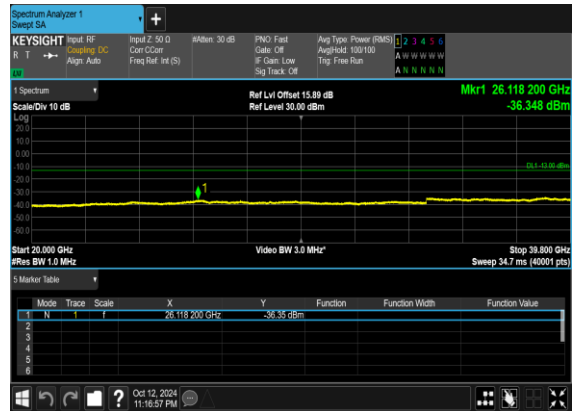 Spectrum Analyzer 1
Swept SA
+
KEYSIGHT Input: RF Input Z: 50 Ω #Atten: 30 dB PNO: Fast Avg Type: Power (RMS) 1 2 3 4 5 6
R T Coupling: DC Corr CCorr Gate: Off Avg|Hold: 100/100 A W W W W W
Align: Auto Freq Ref: Int (S) IF Gain: Low Trig: Free Run
Sig Track: Off A N N N N N
1 Spectrum Ref Lvl Offset 15.89 dB Mkr1 26.118 200 GHz
Scale/Div 10 dB Ref Level 30.00 dBm -36.348 dBm
Log
20.0
10.0
0.00
-10.0
DL1 -13.00 dBm
-20.0
-30.0
1
-40.0
-50.0
-60.0
Start 20.000 GHz Video BW 3.0 MHz* Stop 39.800 GHz
#Res BW 1.0 MHz Sweep 34.7 ms (40001 pts)
5 Marker Table
Mode Trace Scale X Y Function Function Width Function Value
1 N 1 f 26.118 200 GHz -36.35 dBm
2
3
4
5
6
? Oct 12, 2024
11:16:57 PM